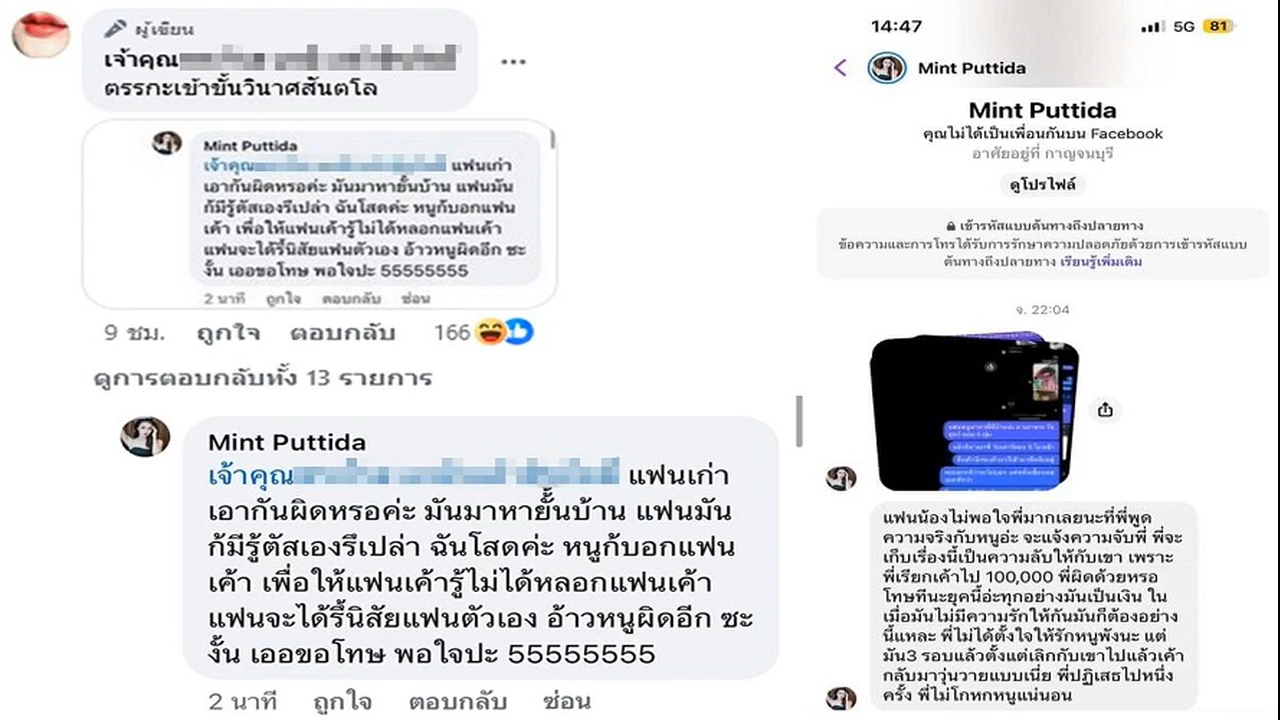 ผู้เขียน
เจ้าคุณ
ตรรกะเข้าขั้นวินาศสันตโล
Mint Puttida
เจ้าคุณ แฟนเก่า
เอากันผิดหรอค่ะ มันมาหายั้นบ้าน แฟนมัน
ก้มีรู้ตัสเองรึเปล่า ฉันโสดค่ะ หนูก้บอกแฟน
เค้า เพื่อให้แฟนเค้ารู้ไม่ได้หลอกแฟนเค้า
แฟนจะได้รึ้นิสัยแฟนตัวเอง อ้าวหนูผิดอีก ซะ
งั้น เออขอโทษ พอใจปะ 555555555
2 นาที ถูกใจ ตอบกลับ ซ่อน
9 ชม. ถูกใจ ตอบกลับ 166
ดูการตอบกลับทั้ง 13 รายการ
Mint Puttida
เจ้าคุณ แฟนเก่า
เอากันผิดหรอค่ะ มันมาหายั้นบ้าน แฟนมัน
ก้มีรู้ตัสเองรึเปล่า ฉันโสดค่ะ หนูก้บอกแฟน
เค้า เพื่อให้แฟนเค้ารู้ไม่ได้หลอกแฟนเค้า
แฟนจะได้รึ้นิสัยแฟนตัวเอง อ้าวหนูผิดอีก ซะ
งั้น เออขอโทษ พอใจปะ 55555555
2 นาที ถูกใจ ตอบกลับ ซ่อน
14:47 5G 81
Mint Puttida
Mint Puttida
คุณไม่ได้เป็นเพื่อนกันบน Facebook
อาศัยอยู่ที่ กาญจนบุรี
ดูโปรไฟล์
เข้ารหัสแบบต้นทางถึงปลายทาง
ข้อความและการโทรได้รับการรักษาความปลอดภัยด้วยการเข้ารหัสแบบ
ต้นทางถึงปลายทาง เรียนรู้เพิ่มเติม
จ. 22:04
แฟนน้องไม่พอใจพี่มากเลยนะที่พี่พูด
ความจริงกับหนูอ่ะ จะแจ้งความจับพี่ พี่จะ
เก็บเรื่องนี้เป็นความลับให้กับเขา เพราะ
พี่เรียกเค้าไป 100,000 พี่ผิดด้วยหรอ
โทษทีนะยุคนี้อ่ะทุกอย่างมันเป็นเงิน ใน
เมื่อมันไม่มีความรักให้กันมันก็ต้องอย่าง
นี้แหละ พี่ไม่ได้ตั้งใจให้รักหนูพังนะ แต่
มัน3 รอบแล้วตั้งแต่เลิกกับเขาไปแล้วเค้า
กลับมาวุ่นวายแบบเนี่ย พี่ปฏิเสธไปหนึ่ง
ครั้ง พี่ไม่โกหกหนูแน่นอน